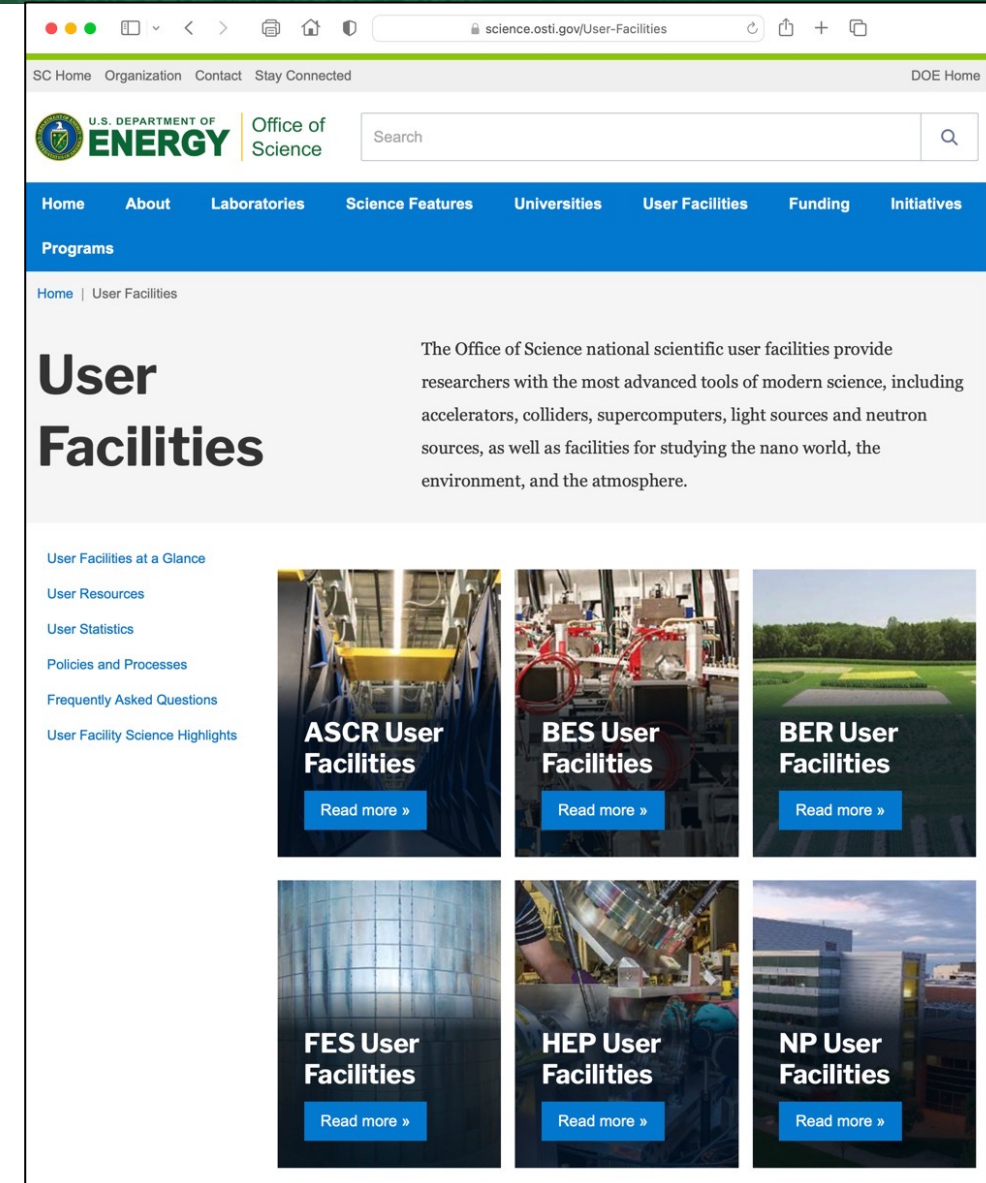 science.osti.gov/User-Facilities
SC Home Organization Contact Stay Connected DOE Home
U.S. DEPARTMENT OF
ENERGY
Office of
Science
Search
Home About Laboratories Science Features Universities User Facilities Funding Initiatives
Programs
Home | User Facilities
User
Facilities
The Office of Science national scientific user facilities provide
researchers with the most advanced tools of modern science, including
accelerators, colliders, supercomputers, light sources and neutron
sources, as well as facilities for studying the nano world, the
environment, and the atmosphere.
User Facilities at a Glance
User Resources
User Statistics
Policies and Processes
Frequently Asked Questions
User Facility Science Highlights
ASCR User
Facilities
Read more »
BES User
Facilities
Read more »
BER User
Facilities
Read more »
FES User
Facilities
Read more »
HEP User
Facilities
Read more »
NP User
Facilities
Read more »